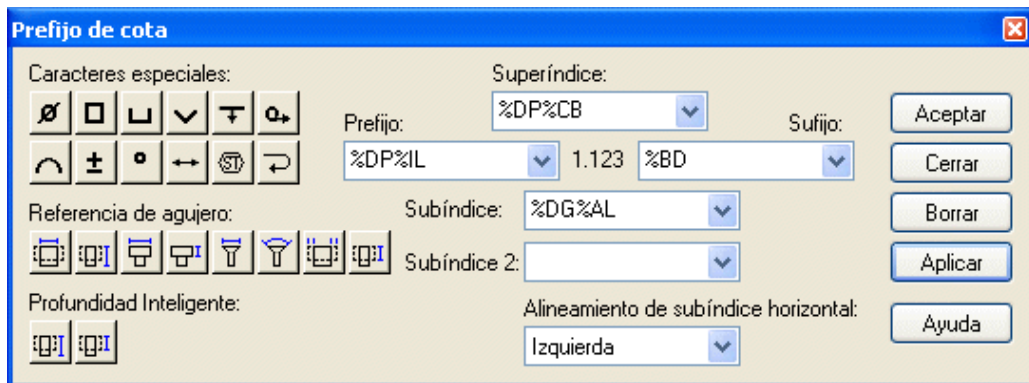 Prefijo de cota
Caracteres especiales:
Superíndice:
%DP%CB
Aceptar
Prefijo:
Sufijo:
%DP%IL
1.123
%BD
Cerrar
ST
Referencia de agujero:
Subíndice:
%DG%AL
Borrar
Subíndice 2:
Aplicar
Profundidad Inteligente:
Alineamiento de subíndice horizontal:
Izquierda
Ayuda